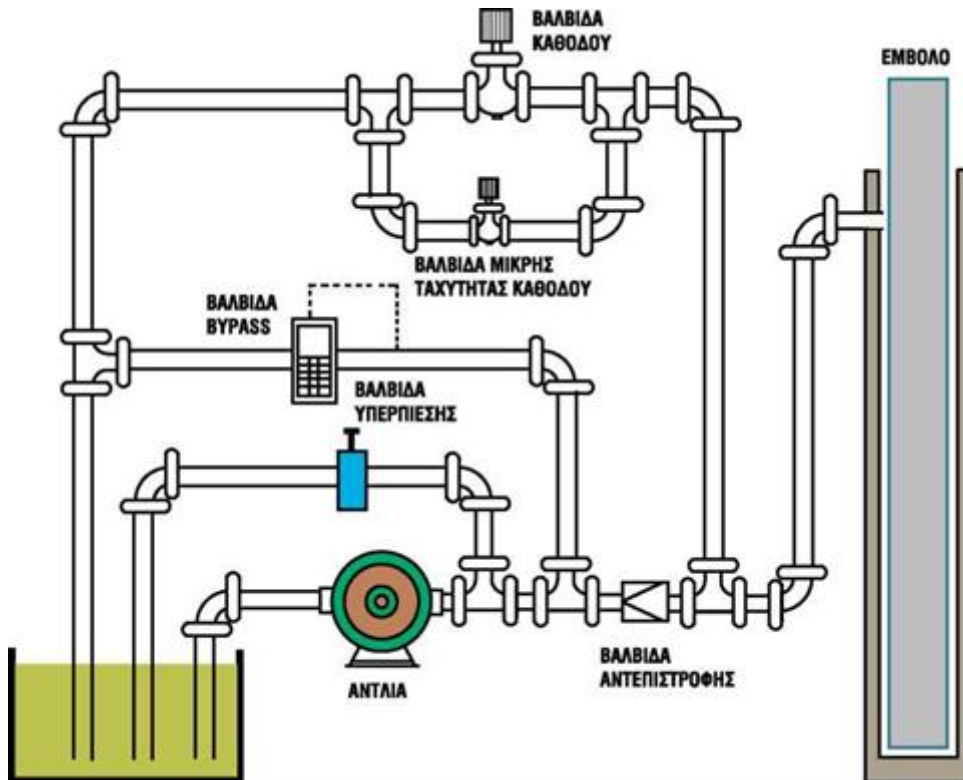 ΒΑΛΒΙΔΑ
ΚΑΘΟΔΟΥ
ΕΜΒΟΛΟ
ΒΑΛΒΙΔΑ ΜΙΚΡΗΣ
ΤΑΧΥΤΗΤΑΣ ΚΑΘΟΔΟΥ
ΒΑΛΒΙΔΑ
BYPASS
ΒΑΛΒΙΔΑ
ΥΠΕΡΠΙΕΣΗΣ
ΒΑΛΒΙΔΑ
ΑΝΤΕΠΙΣΤΡΟΦΗΣ
ΑΝΤΛΙΑ